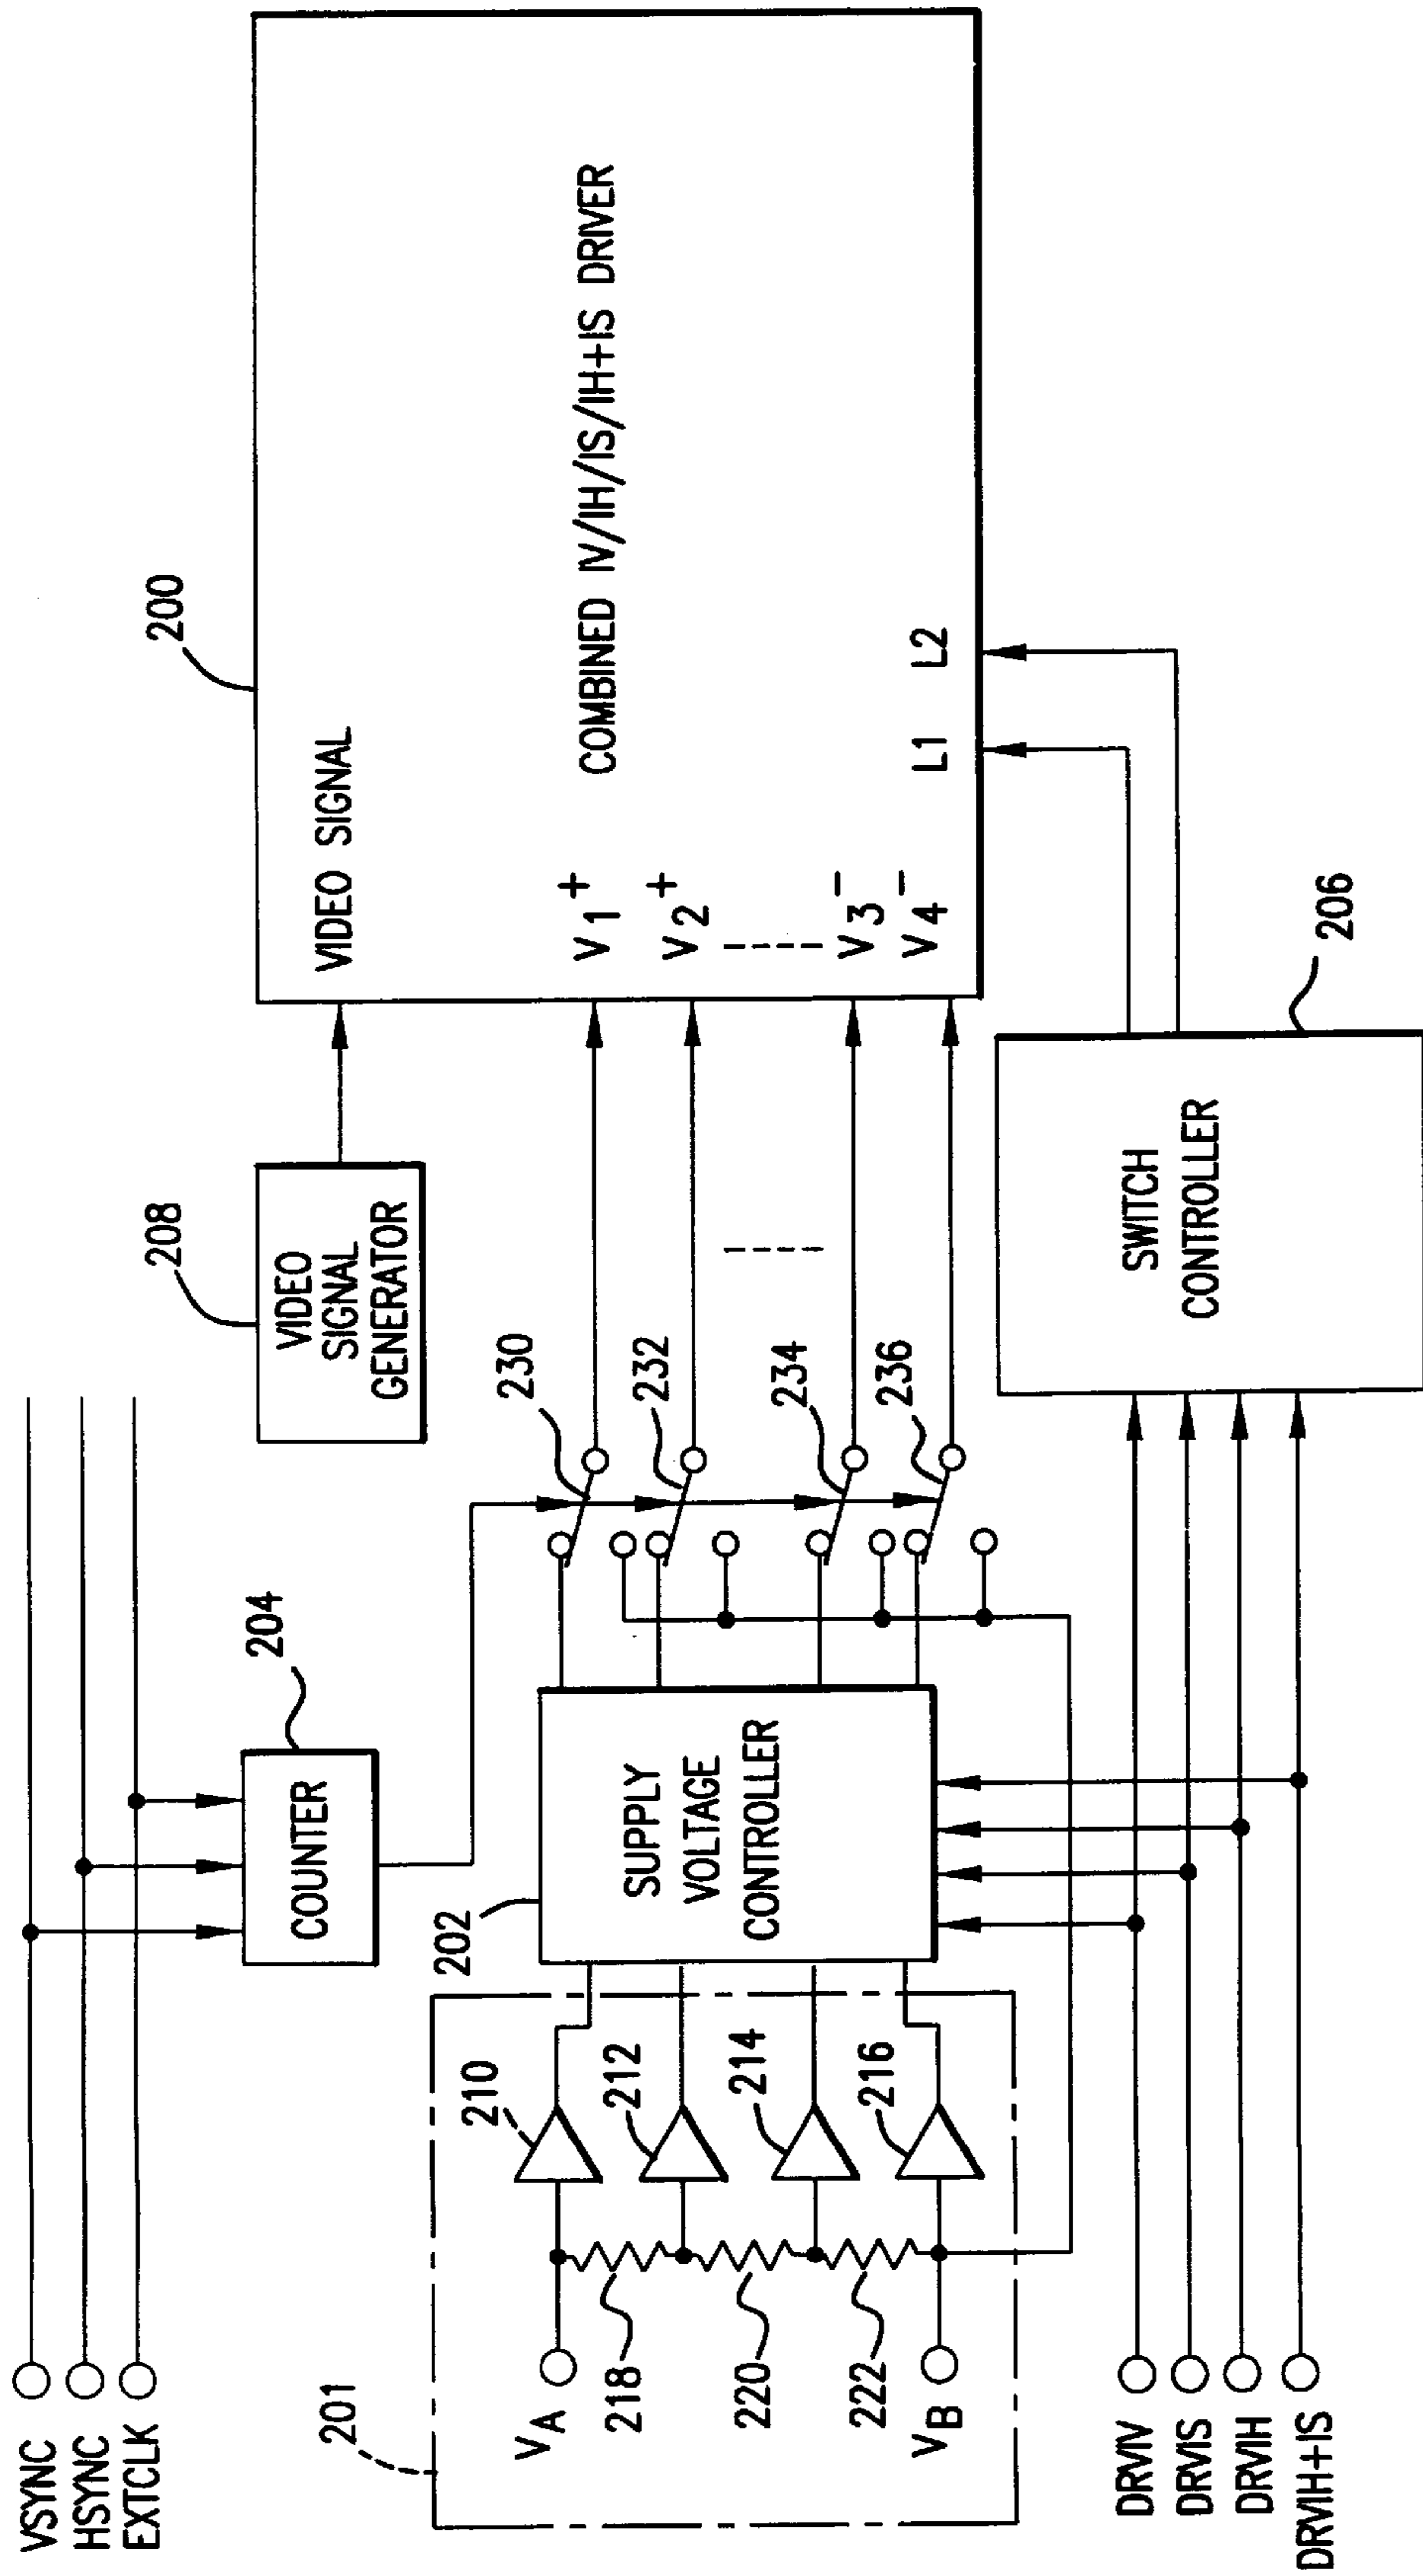 VSYNC
HSYNC
EXTCLK
204
COUNTER
208
VIDEO
SIGNAL
GENERATOR
200
VIDEO SIGNAL
COMBINED IV/IH/IS/IH+IS DRIVER
V1+
V2+
V3-
V4-
L1
L2
230
232
234
236
201
VA
VB
210
212
214
216
218
220
222
202
SUPPLY
VOLTAGE
CONTROLLER
206
SWITCH
CONTROLLER
DRVIV
DRVIS
DRVIH
DRVIH+IS